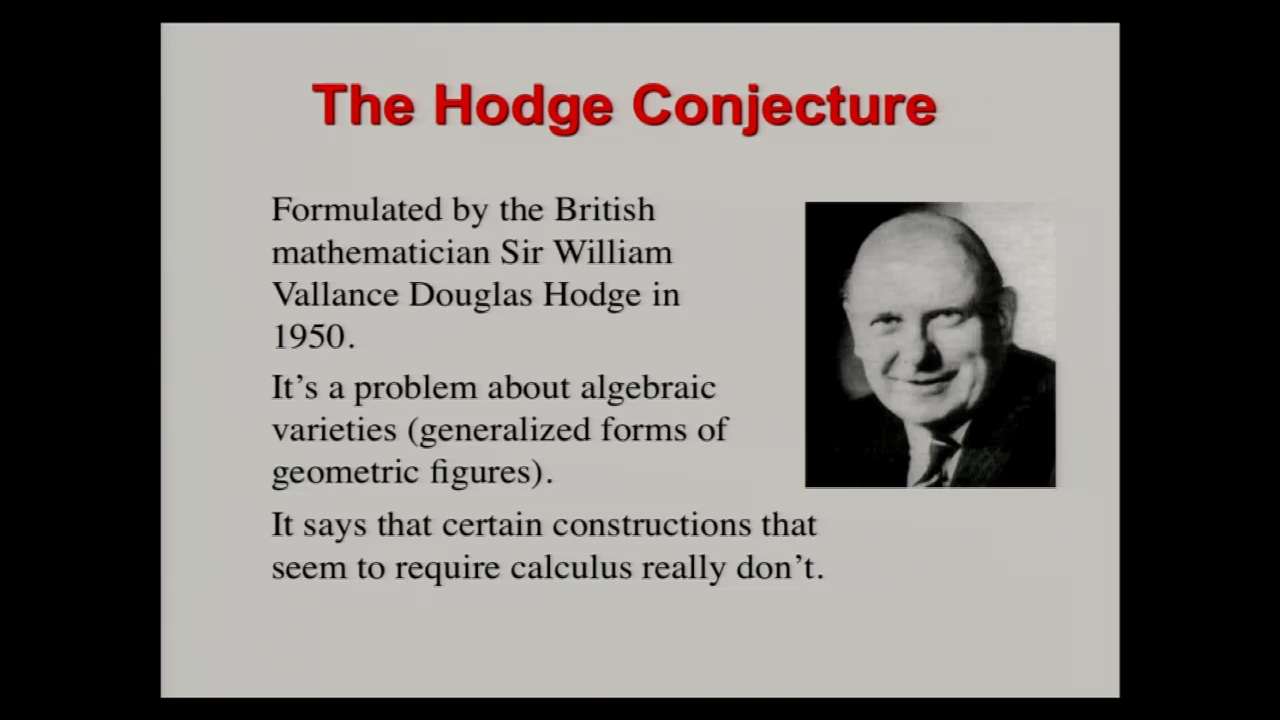 The Hodge Conjecture
Formulated by the British
mathematician Sir William
Vallance Douglas Hodge in
1950.
It’s a problem about algebraic
varieties (generalized forms of
geometric figures).
It says that certain constructions that
seem to require calculus really don’t.